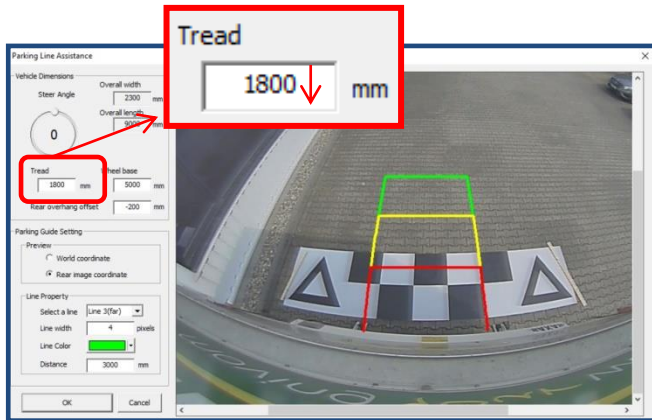 Tread
1800
mm
Parking Line Assistance
Vehicle Dimensions
Steer Angle
0
Overall width
2300 mm
Overall length
9000 mm
Tread
1800 mm
Wheel base
5000 mm
Rear overhang offset -200 mm
Parking Guide Setting
Preview
World coordinate
Rear image coordinate
Line Property
Select a line Line 3(far)
Line width 4 pixels
Line Color
Distance 3000 mm
OK Cancel